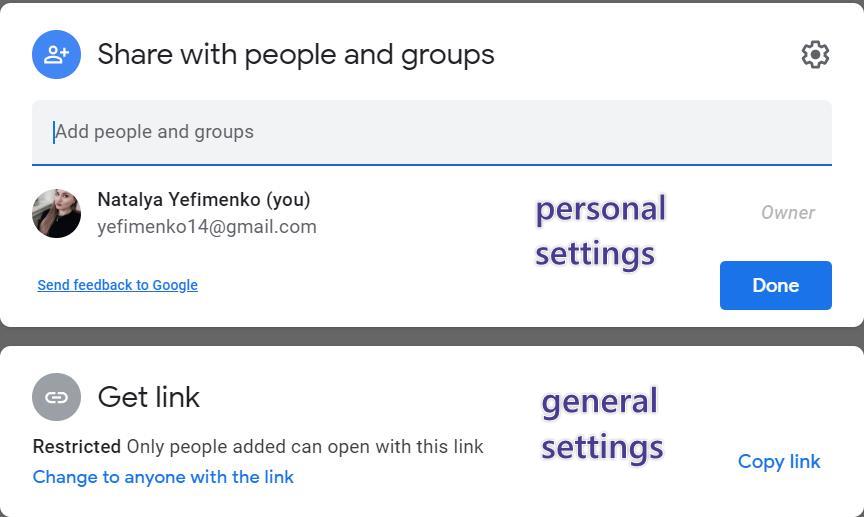 Share with people and groups
Add people and groups
Natalya Yefimenko (you)
yefimenko14@gmail.com
personal
settings
Owner
Send feedback to Google
Done
Get link
Restricted Only people added can open with this link
Change to anyone with the link
general
settings
Copy link